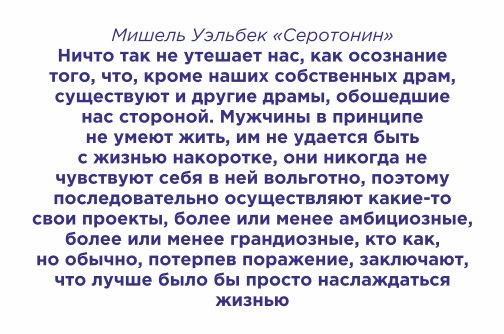 Мишель Уэльбек «Серотонин»
Ничто так не утешает нас, как осознание
того, что, кроме наших собственных драм,
существуют и другие драмы, обошедшие
нас стороной. Мужчины в принципе
не умеют жить, им не удается быть
с жизнью накоротке, они никогда не
чувствуют себя в ней вольготно, поэтому
последовательно осуществляют какие-то
свои проекты, более или менее амбициозные,
более или менее грандиозные, кто как,
но обычно, потерпев поражение, заключают,
что лучше было бы просто наслаждаться
жизнью